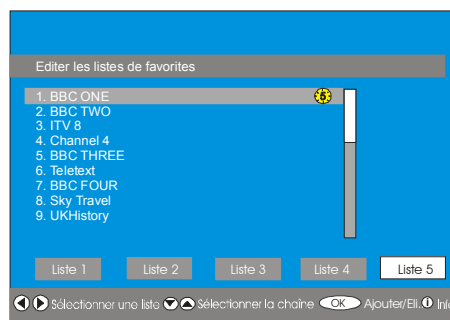 Editer les listes de favorites
1. BBC ONE 5
2. BBC TWO
3. ITV 8
4. Channel 4
5. BBC THREE
6. Teletext
7. BBC FOUR
8. Sky Travel
9. UKHistory
Liste 1 Liste 2 Liste 3 Liste 4 Liste 5
Sélectionner une liste Sélectionner la chaîne OK Ajouter/Eli. i